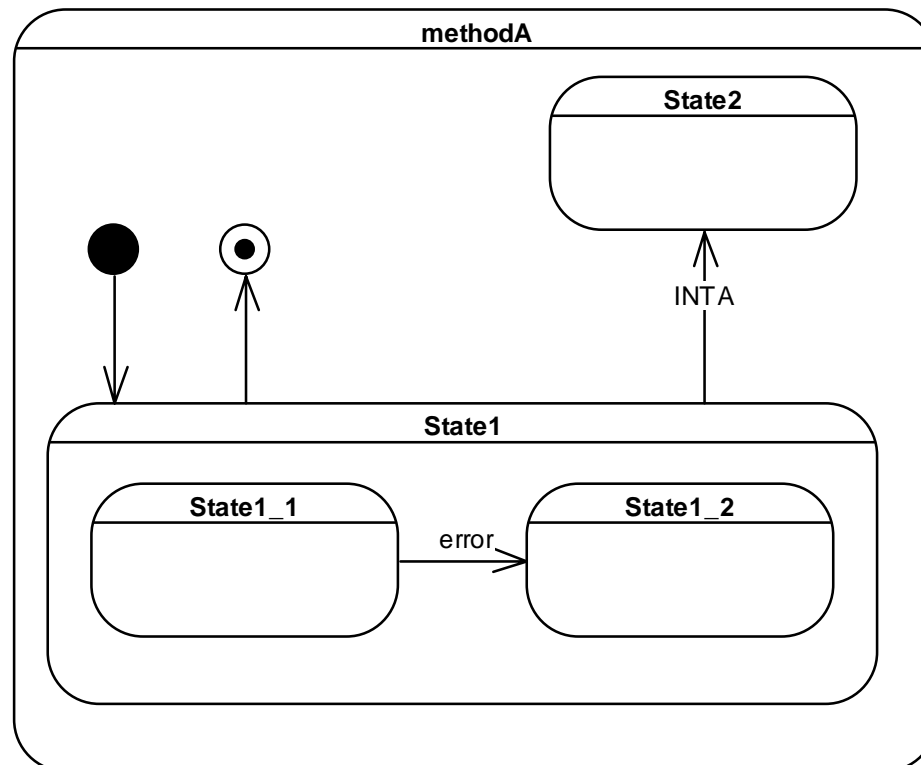 methodA
State2
INTA
State1
State1_1
State1_2
error